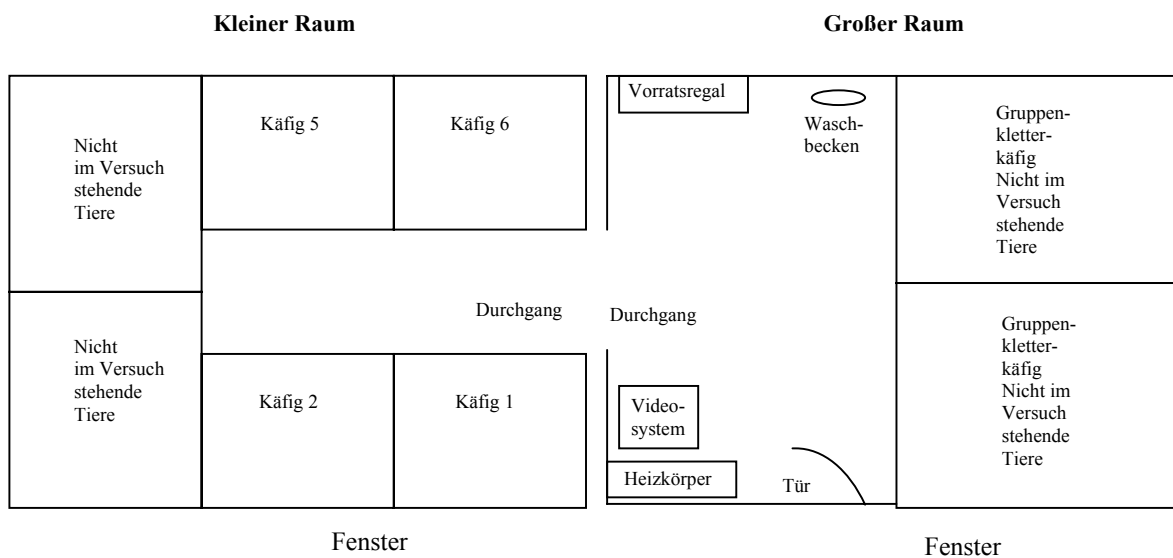 Kleiner Raum
Großer Raum
Nicht
im Versuch
stehende
Tiere
Käfig 5
Käfig 6
Vorratsregal
Wasch-
becken
Gruppen-
kletter-
käfig
Nicht im
Versuch
stehende
Tiere
Durchgang
Durchgang
Nicht
im Versuch
stehende
Tiere
Käfig 2
Käfig 1
Video-
system
Heizkörper
Tür
Gruppen-
kletter-
käfig
Nicht im
Versuch
stehende
Tiere
Fenster
Fenster